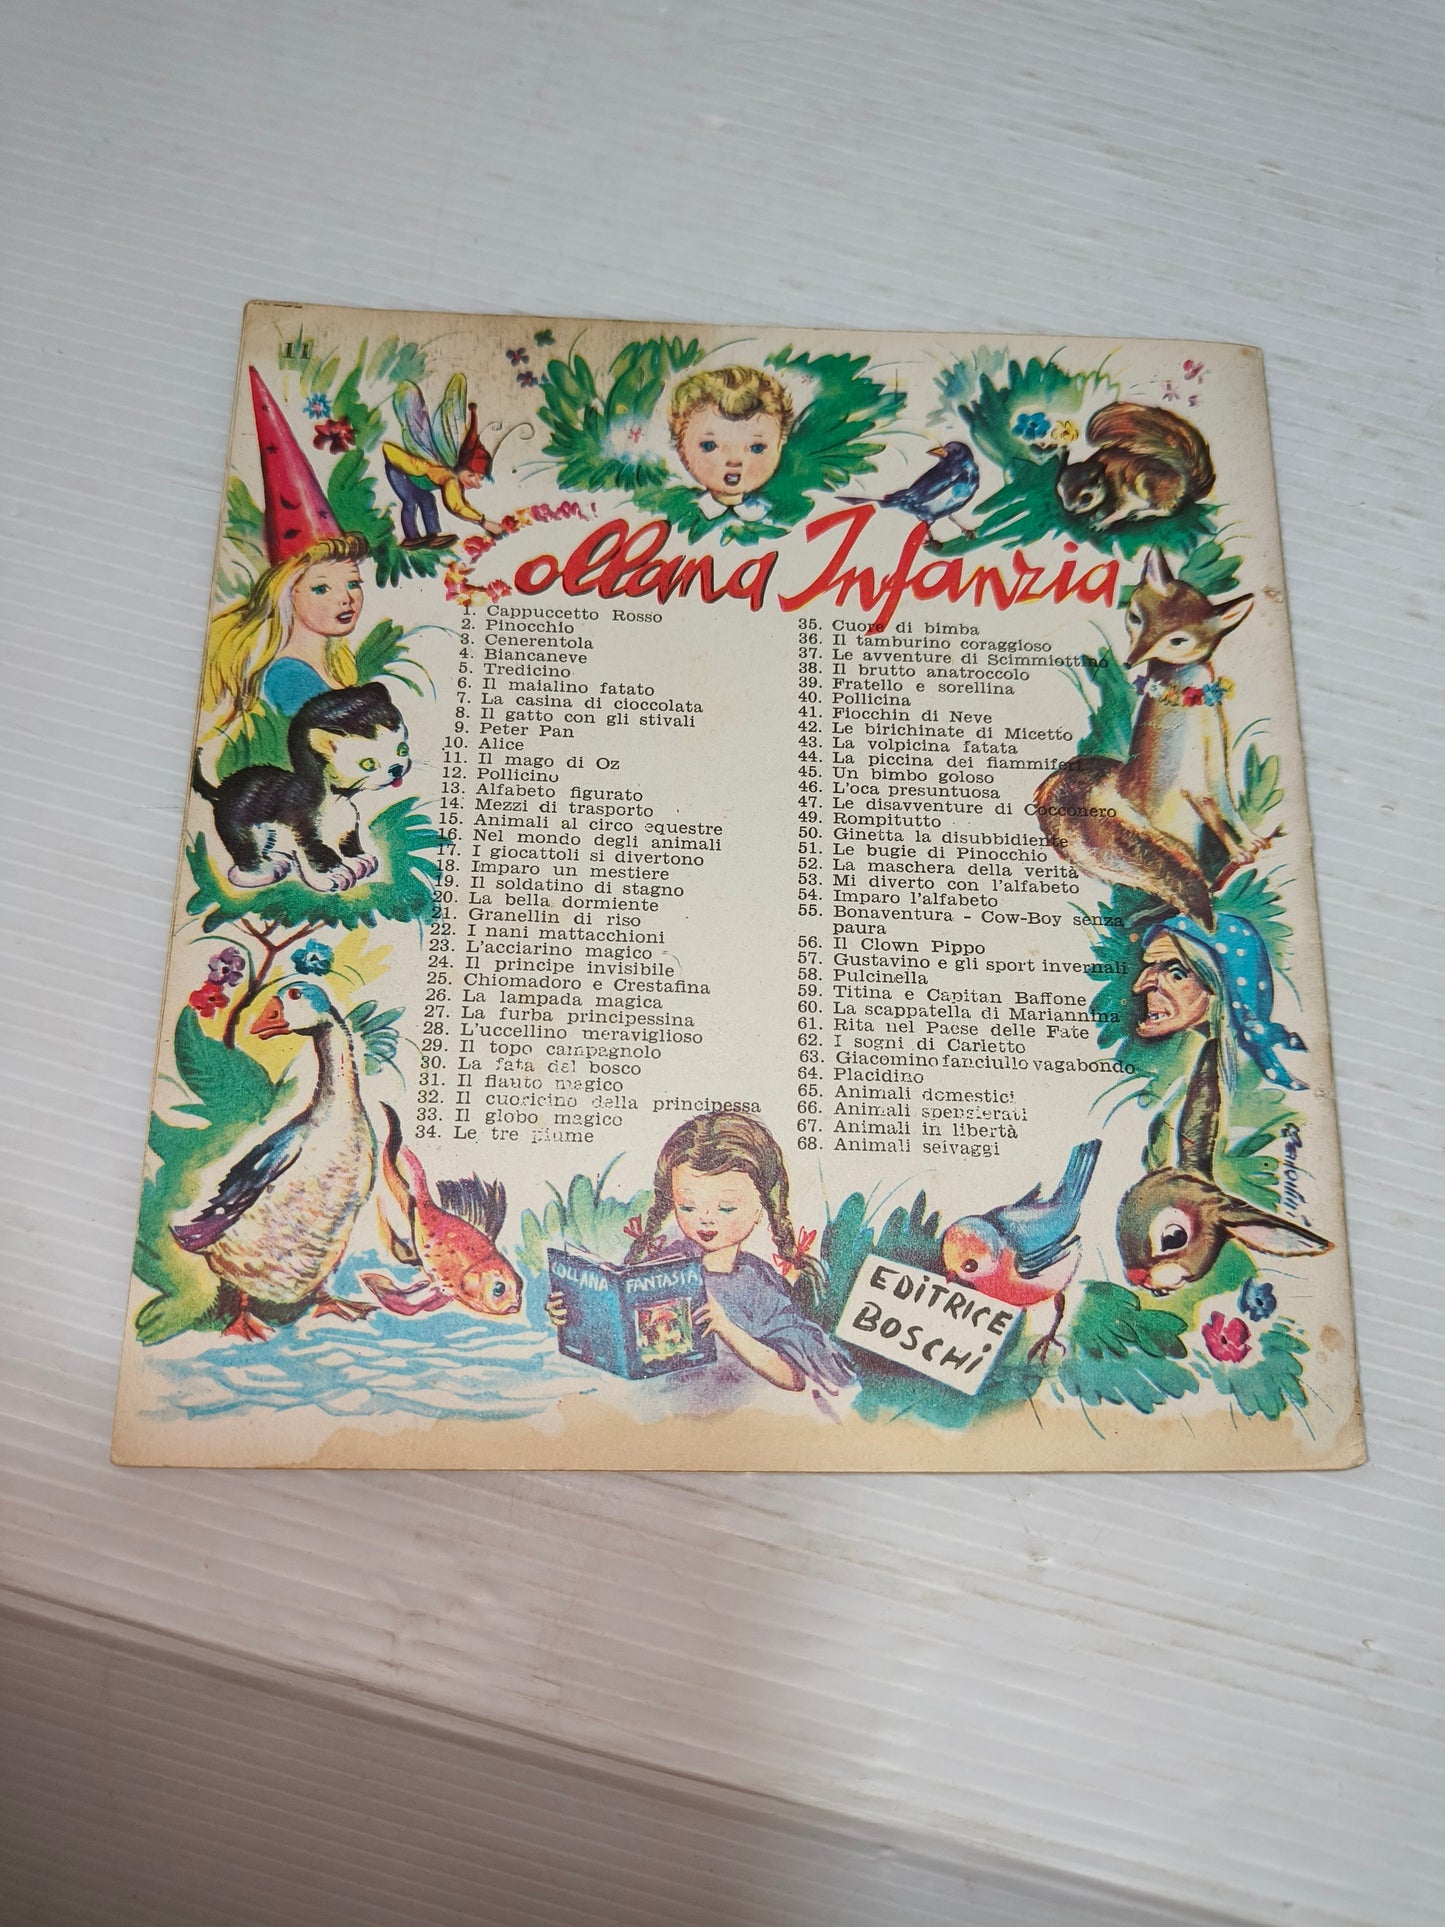 11
Collana Infanzia
1. Cappuccetto Rosso
2. Pinocchio
3. Cenerentola
4. Biancaneve
5. Tredicino
6. Il maialino fatato
7. La casina di cioccolata
8. Il gatto con gli stivali
9. Peter Pan
10. Alice
11. Il mago di Oz
12. Pollicino
13. Alfabeto figurato
14. Mezzi di trasporto
15. Animali al circo equestre
16. Nel mondo degli animali
17. I giocattoli si divertono
18. Imparo un mestiere
19. Il soldatino di stagno
20. La bella dormiente
21. Granellin di riso
22. I nani mattacchioni
23. L'acciarino magico
24. Il principe invisibile
25. Chiomadoro e Crestafina
26. La lampada magica
27. La furba principessina
28. L'uccellino meraviglioso
29. Il topo campagnolo
30. La fata del bosco
31. Il flauto magico
32. Il cuoricino della principessa
33. Il globo magico
34. Le tre piume
35. Cuore di bimba
36. Il tamburino coraggioso
37. Le avventure di Scimmiottino
38. Il brutto anatroccolo
39. Fratello e sorellina
40. Pollicina
41. Fiocchin di Neve
42. Le birichinate di Micetto
43. La volpicina fatata
44. La piccina dei fiammiferi
45. Un bimbo goloso
46. L'oca presuntuosa
47. Le disavventure di Cocconero
49. Rompitutto
50. Ginetta la disubbidiente
51. Le bugie di Pinocchio
52. La maschera della verità
53. Mi diverto con l'alfabeto
54. Imparo l'alfabeto
55. Bonaventura - Cow-Boy senza
paura
56. Il Clown Pippo
57. Gustavino e gli sport invernali
58. Pulcinella
59. Titina e Capitan Baffone
60. La scappatella di Mariannina
61. Rita nel Paese delle Fate
62. I sogni di Carletto
63. Giacomino fanciullo vagabondo
64. Placidino
65. Animali domestici
66. Animali spensierati
67. Animali in libertà
68. Animali selvaggi
COLLANA FANTASIA
EDITRICE
BOSCHI